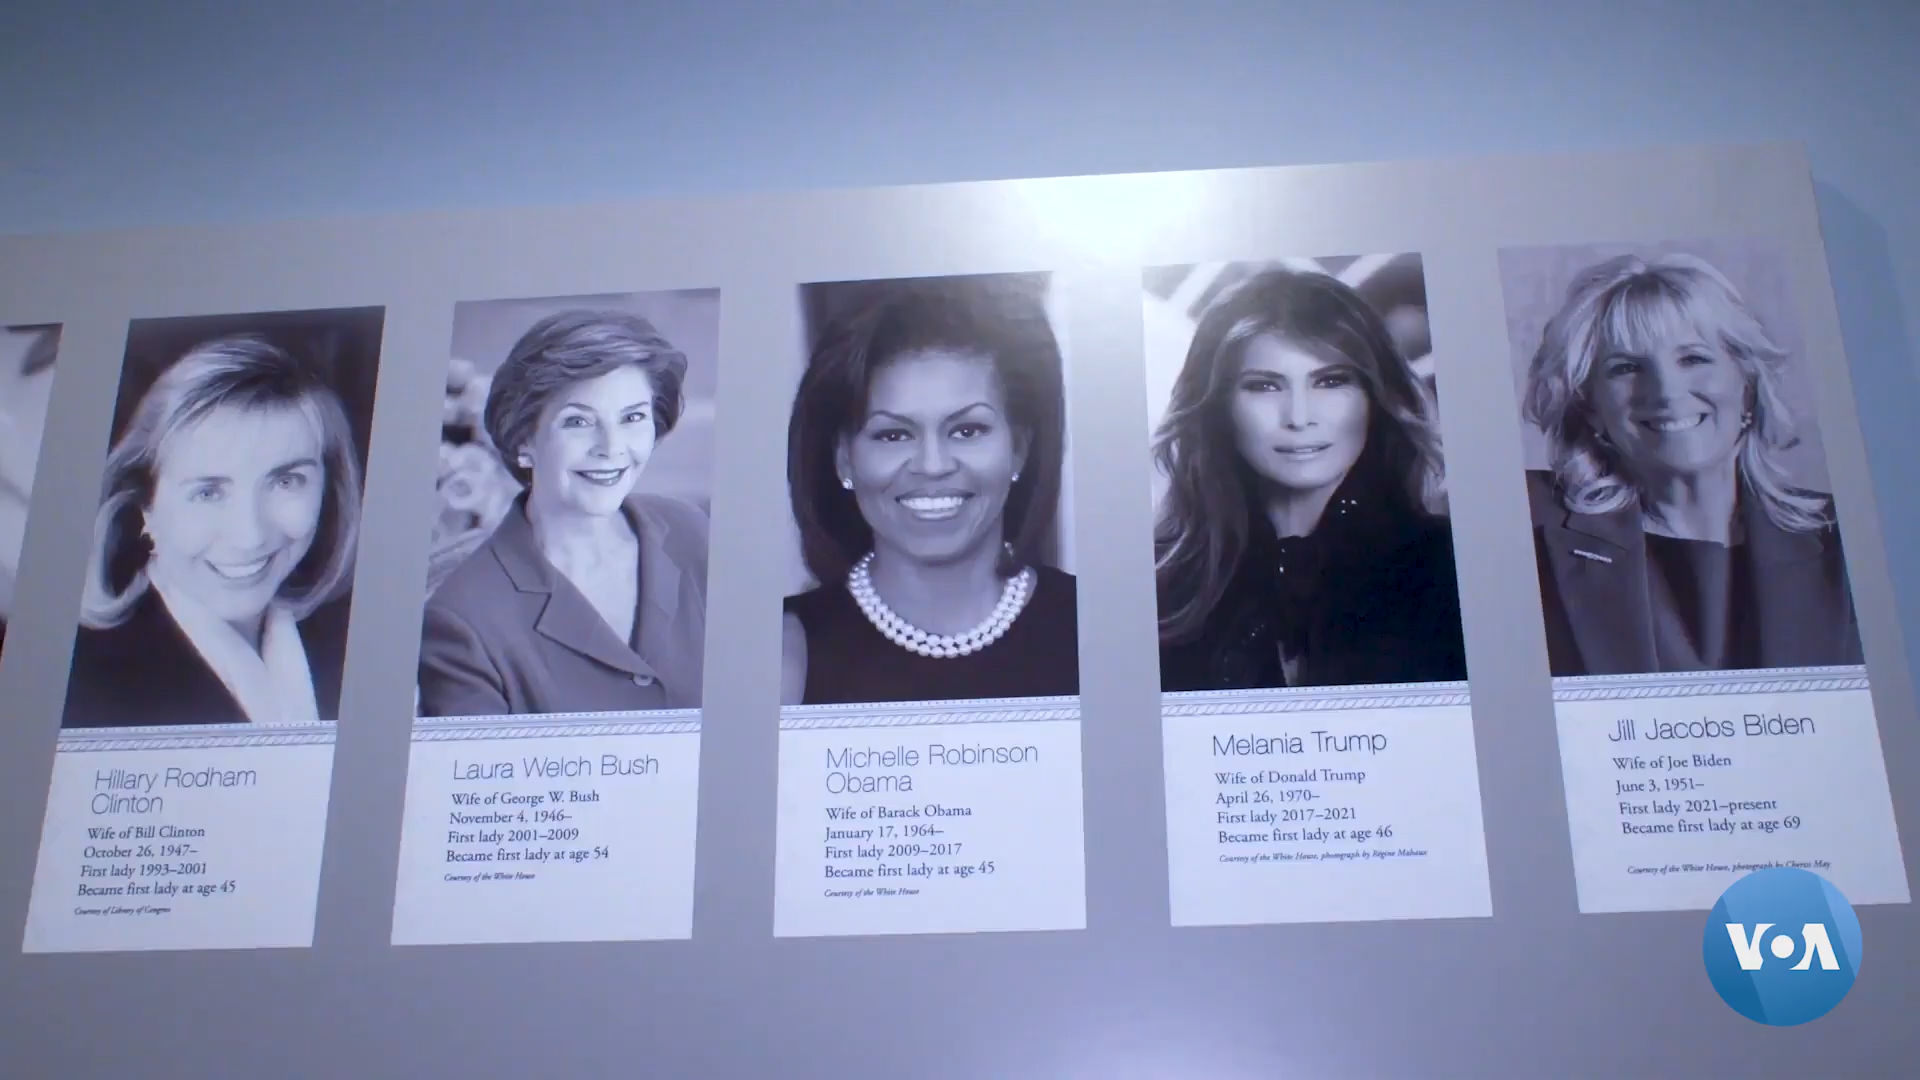 Hillary Rodham
Clinton
Wife of Bill Clinton
October 26, 1947–
First lady 1993–2001
Became first lady at age 45
Courtesy of Library of Congress
Laura Welch Bush
Wife of George W. Bush
November 4, 1946–
First lady 2001–2009
Became first lady at age 54
Courtesy of the White House
Michelle Robinson
Obama
Wife of Barack Obama
January 17, 1964–
First lady 2009–2017
Became first lady at age 45
Courtesy of the White House
Melania Trump
Wife of Donald Trump
April 26, 1970–
First lady 2017–2021
Became first lady at age 46
Courtesy of the White House, photograph by Régine Mahaux
Jill Jacobs Biden
Wife of Joe Biden
June 3, 1951–
First lady 2021–present
Became first lady at age 69
Courtesy of the White House, photograph by Cheriss May
VOA